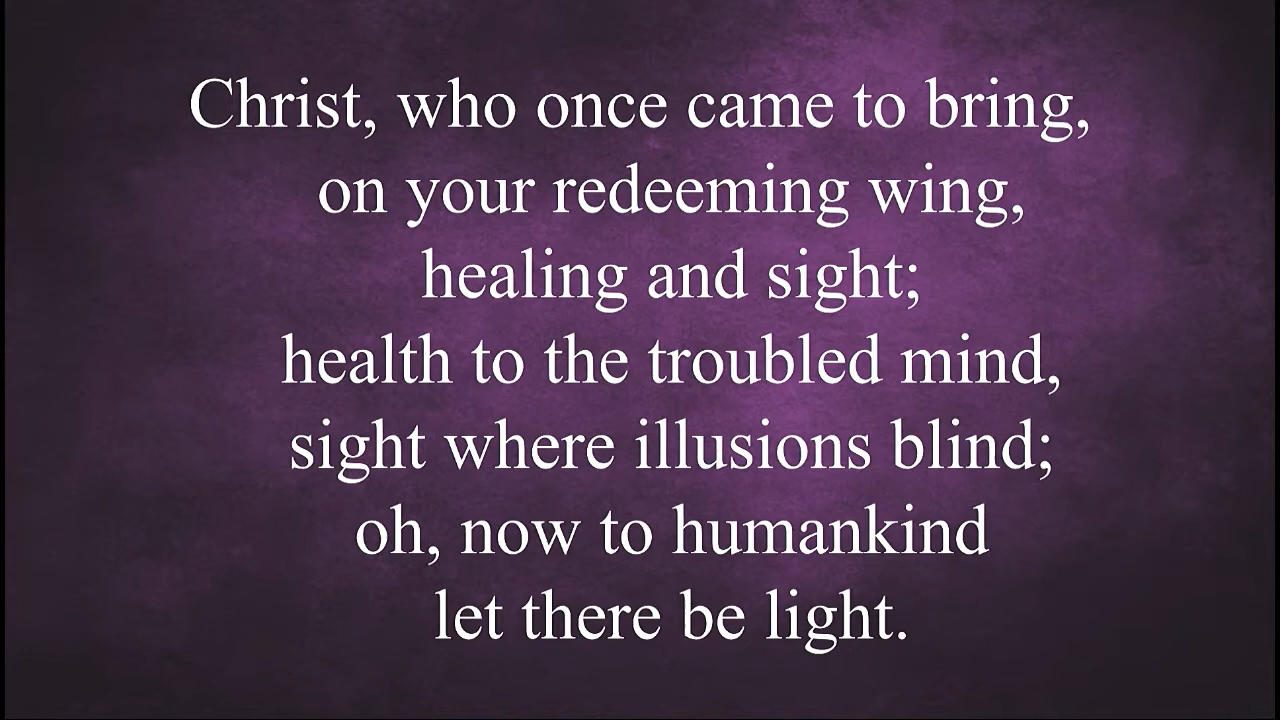 Christ, who once came to bring,
on your redeeming wing,
healing and sight;
health to the troubled mind,
sight where illusions blind;
oh, now to humankind
let there be light.